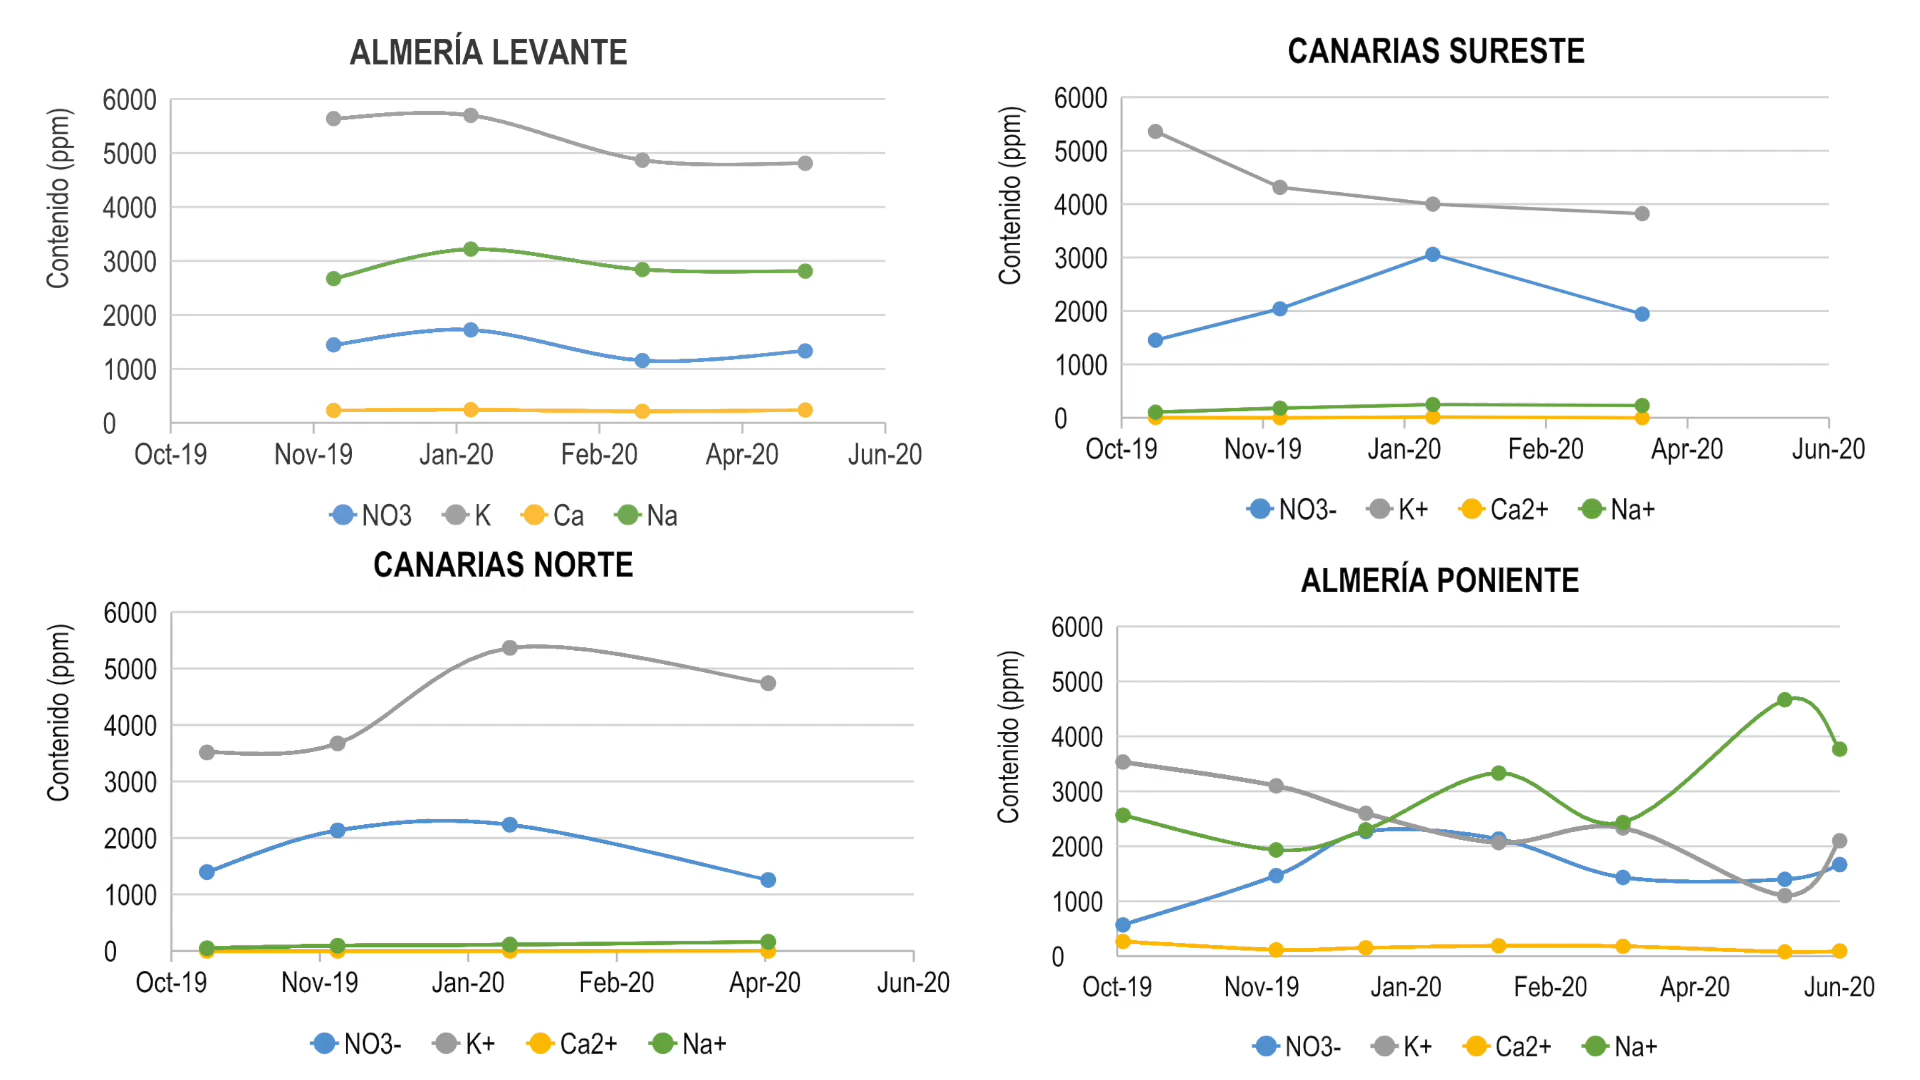 ALMERÍA LEVANTE
Contenido (ppm)
6000
5000
4000
3000
2000
1000
0
Oct-19 Nov-19 Jan-20 Feb-20 Apr-20 Jun-20
NO3 K Ca Na
CANARIAS SURESTE
Contenido (ppm)
6000
5000
4000
3000
2000
1000
0
Oct-19 Nov-19 Jan-20 Feb-20 Apr-20 Jun-20
NO3- K+ Ca2+ Na+
CANARIAS NORTE
Contenido (ppm)
6000
5000
4000
3000
2000
1000
0
Oct-19 Nov-19 Jan-20 Feb-20 Apr-20 Jun-20
NO3- K+ Ca2+ Na+
ALMERÍA PONIENTE
Contenido (ppm)
6000
5000
4000
3000
2000
1000
0
Oct-19 Nov-19 Jan-20 Feb-20 Apr-20 Jun-20
NO3- K+ Ca2+ Na+